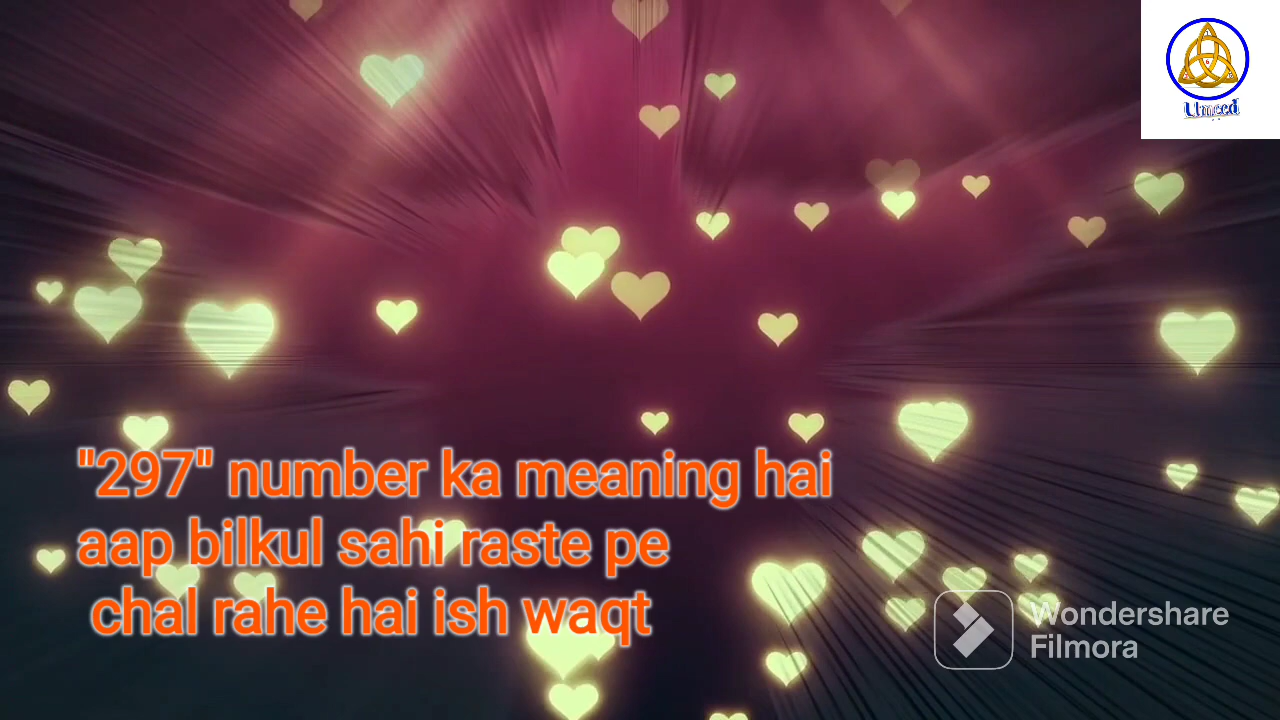 Umeed
"297" number ka meaning hai
aap bilkul sahi raste pe
chal rahe hai ish waqt
Wondershare
Filmora